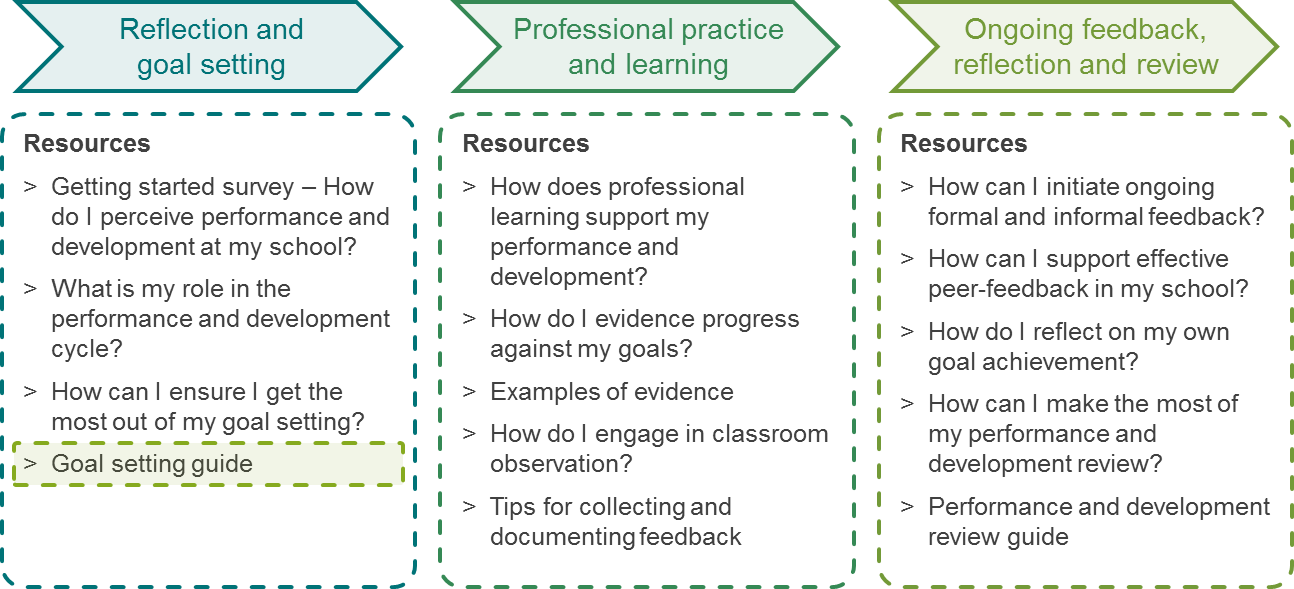 Reflection and
goal setting
Professional practice
and learning
Ongoing feedback,
reflection and review
Resources
> Getting started survey – How
do I perceive performance and
development at my school?
> What is my role in the
performance and development
cycle?
> How can I ensure I get the
most out of my goal setting?
> Goal setting guide
Resources
> How does professional
learning support my
performance and
development?
> How do I evidence progress
against my goals?
> Examples of evidence
> How do I engage in classroom
observation?
> Tips for collecting and
documenting feedback
Resources
> How can I initiate ongoing
formal and informal feedback?
> How can I support effective
peer-feedback in my school?
> How do I reflect on my own
goal achievement?
> How can I make the most of
my performance and
development review?
> Performance and development
review guide